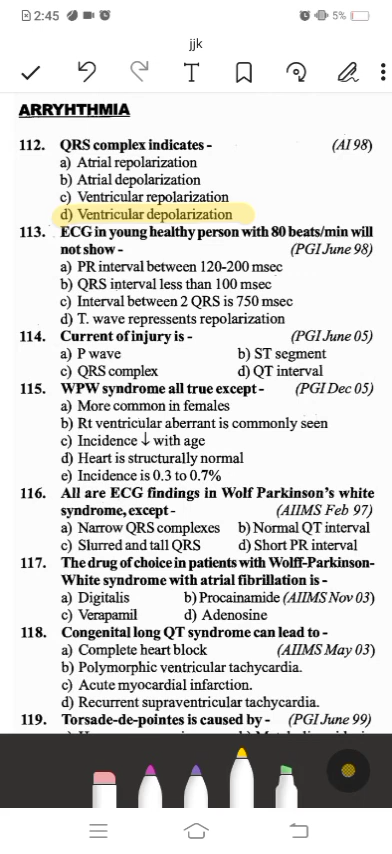 2:45
5%
jjk
T
ARRYHTHMIA
112. QRS complex indicates - (AI 98)
a) Atrial repolarization
b) Atrial depolarization
c) Ventricular repolarization
d) Ventricular depolarization
113. ECG in young healthy person with 80 beats/min will
not show - (PGI June 98)
a) PR interval between 120-200 msec
b) QRS interval less than 100 msec
c) Interval between 2 QRS is 750 msec
d) T. wave repressents repolarization
114. Current of injury is - (PGI June 05)
a) P wave b) ST segment
c) QRS complex d) QT interval
115. WPW syndrome all true except - (PGI Dec 05)
a) More common in females
b) Rt ventricular aberrant is commonly seen
c) Incidence ↓ with age
d) Heart is structurally normal
e) Incidence is 0.3 to 0.7%
116. All are ECG findings in Wolf Parkinson's white
syndrome, except - (AIIMS Feb 97)
a) Narrow QRS complexes b) Normal QT interval
c) Slurred and tall QRS d) Short PR interval
117. The drug of choice in patients with Wolff-Parkinson-
White syndrome with atrial fibrillation is -
a) Digitalis b) Procainamide (AIIMS Nov 03)
c) Verapamil d) Adenosine
118. Congenital long QT syndrome can lead to -
a) Complete heart block (AIIMS May 03)
b) Polymorphic ventricular tachycardia.
c) Acute myocardial infarction.
d) Recurrent supraventricular tachycardia.
119. Torsade-de-pointes is caused by - (PGI June 99)